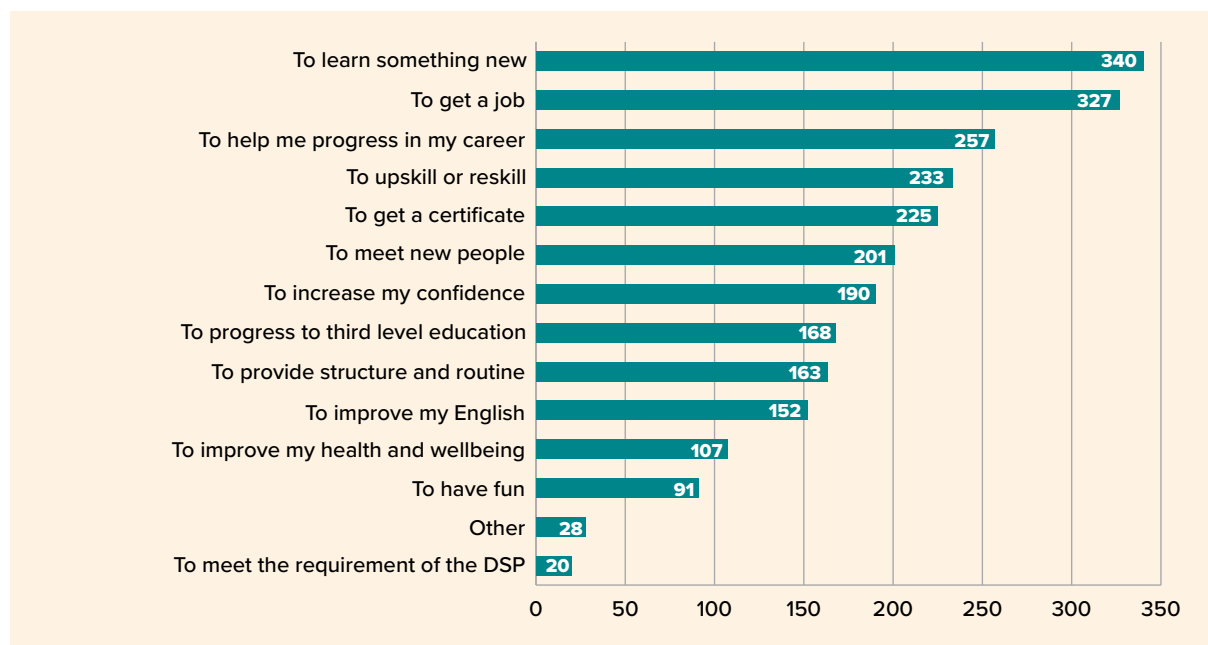 To learn something new 340
To get a job 327
To help me progress in my career 257
To upskill or reskill 233
To get a certificate 225
To meet new people 201
To increase my confidence 190
To progress to third level education 168
To provide structure and routine 163
To improve my English 152
To improve my health and wellbeing 107
To have fun 91
Other 28
To meet the requirement of the DSP 20
0 50 100 150 200 250 300 350